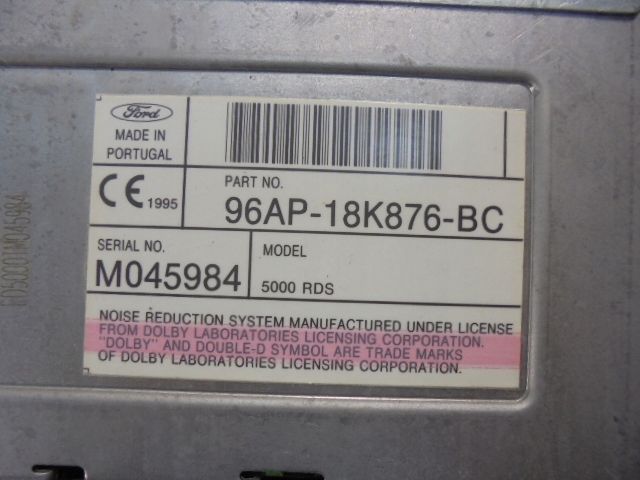 Ford
MADE IN
PORTUGAL
CE 1995
PART NO.
96AP-18K876-BC
SERIAL NO.
M045984
MODEL
5000 RDS
NOISE REDUCTION SYSTEM MANUFACTURED UNDER LICENSE
FROM DOLBY LABORATORIES LICENSING CORPORATION.
"DOLBY" AND DOUBLE-D SYMBOL ARE TRADE MARKS
OF DOLBY LABORATORIES LICENSING CORPORATION.